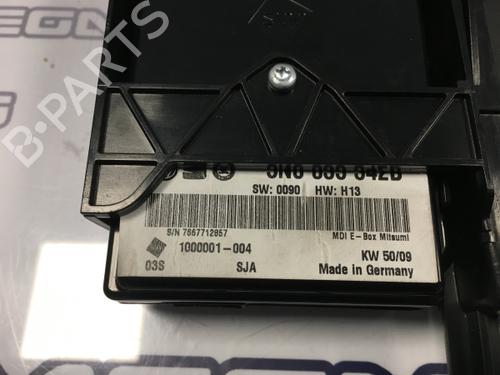 B-PARTS
SW: 0090 HW: H13
S/N 7667712857
MDI E-Box Mitsumi
1000001-004
KW 50/09
03S SJA Made in Germany